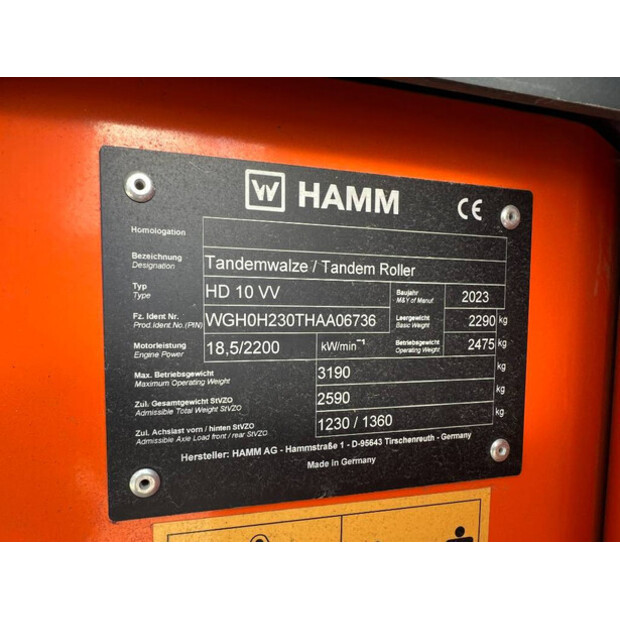 W HAMM CE
Homologation
Bezeichnung Tandemwalze / Tandem Roller
Designation
Typ HD 10 VV Baujahr 2023
Type M&Y of Manuf.
Fz. Ident Nr. WGH0H230THAA06736 Leergewicht 2290 kg
Prod.Ident.No.(PIN) Basic Weight
Motorleistung 18,5/2200 kW/min⁻¹ Betriebsgewicht 2475 kg
Engine Power Operating Weight
Max. Betriebsgewicht 3190 kg
Maximum Operating Weight
Zul. Gesamtgewicht StVZO 2590 kg
Admissible Total Weight StVZO
Zul. Achslast vorn / hinten StVZO 1230 / 1360 kg
Admissible Axle Load front / rear StVZO
Hersteller: HAMM AG - Hammstraße 1 - D-95643 Tirschenreuth - Germany
Made in Germany